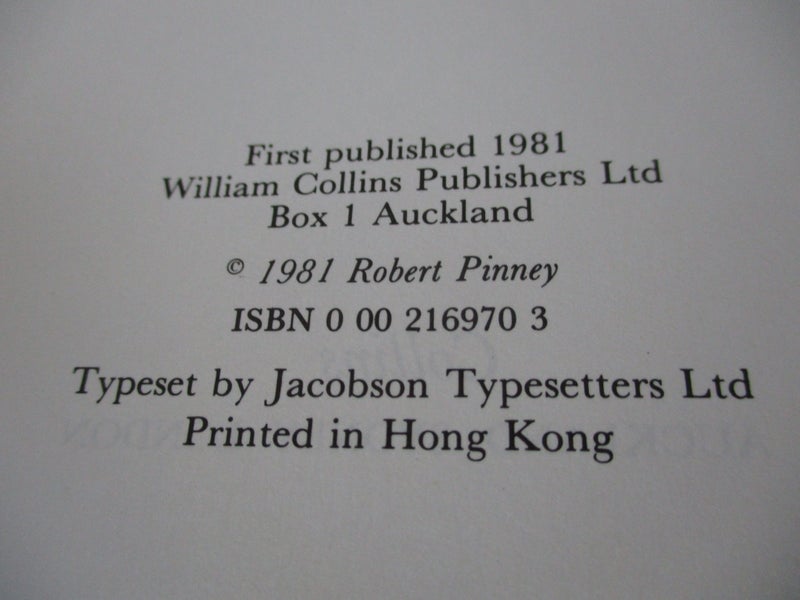 First published 1981
William Collins Publishers Ltd
Box 1 Auckland
© 1981 Robert Pinney
ISBN 0 00 216970 3
Typeset by Jacobson Typesetters Ltd
Printed in Hong Kong